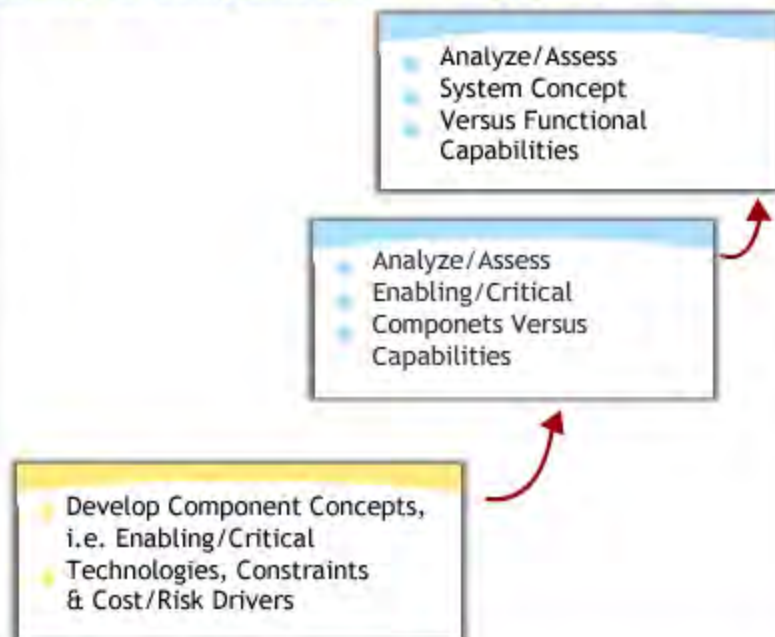 Analyze/Assess
System Concept
Versus Functional
Capabilities
Analyze/Assess
Enabling/Critical
Componets Versus
Capabilities
Develop Component Concepts,
i.e. Enabling/Critical
Technologies, Constraints
& Cost/Risk Drivers